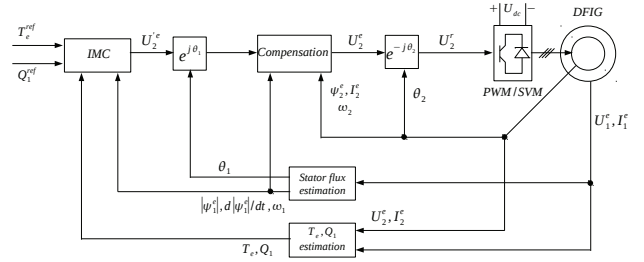 + U_dc − DFIG
T_e^ref
Q_1^ref
IMC
U_2^'e
e^{jθ_1}
Compensation
U_2^e
e^{−jθ_2}
U_2^r
PWM/SVM
ψ_2^e, I_2^e
ω_2
θ_2
U_1^e, I_1^e
θ_1
Stator flux
estimation
|ψ_1^e|, d|ψ_1^e|/dt, ω_1
U_2^e, I_2^e
T_e, Q_1
estimation
T_e, Q_1